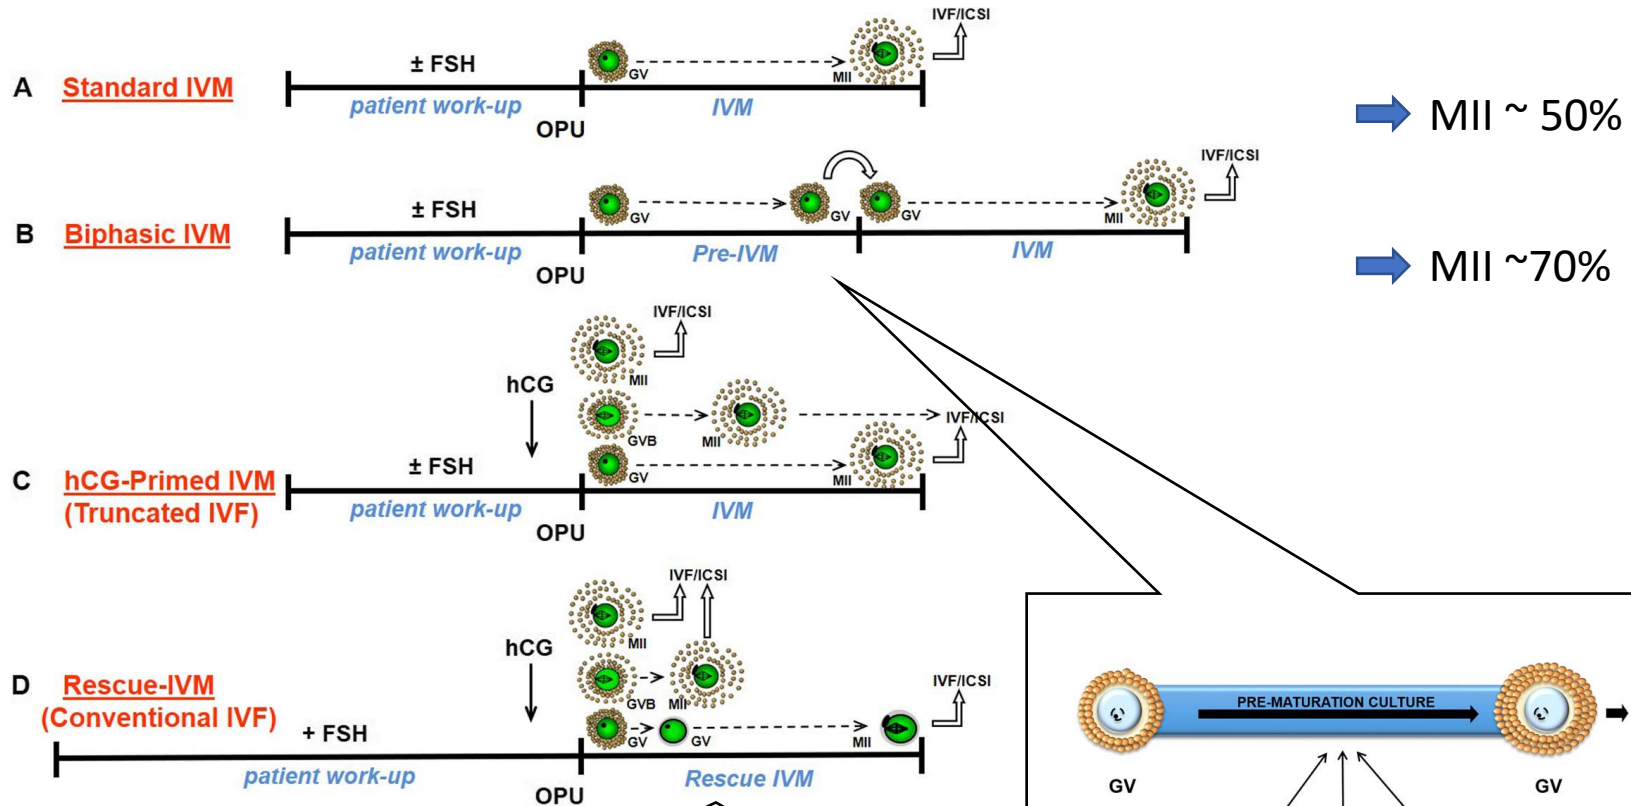 IVF/ICSI
± FSH
GV
MII
A Standard IVM
patient work-up
IVM
OPU
MII ~ 50%
IVF/ICSI
± FSH
GV
GV
GV
MII
B Biphasic IVM
patient work-up
Pre-IVM
IVM
OPU
MII ~70%
IVF/ICSI
MII
hCG
GVB
MII
IVF/ICSI
± FSH
GV
MII
C hCG-Primed IVM
(Truncated IVF)
patient work-up
IVM
OPU
IVF/ICSI
MII
hCG
GVB
MII
D Rescue-IVM
(Conventional IVF)
+ FSH
GV
GV
MII
IVF/ICSI
patient work-up
Rescue IVM
OPU
PRE-MATURATION CULTURE
GV
GV